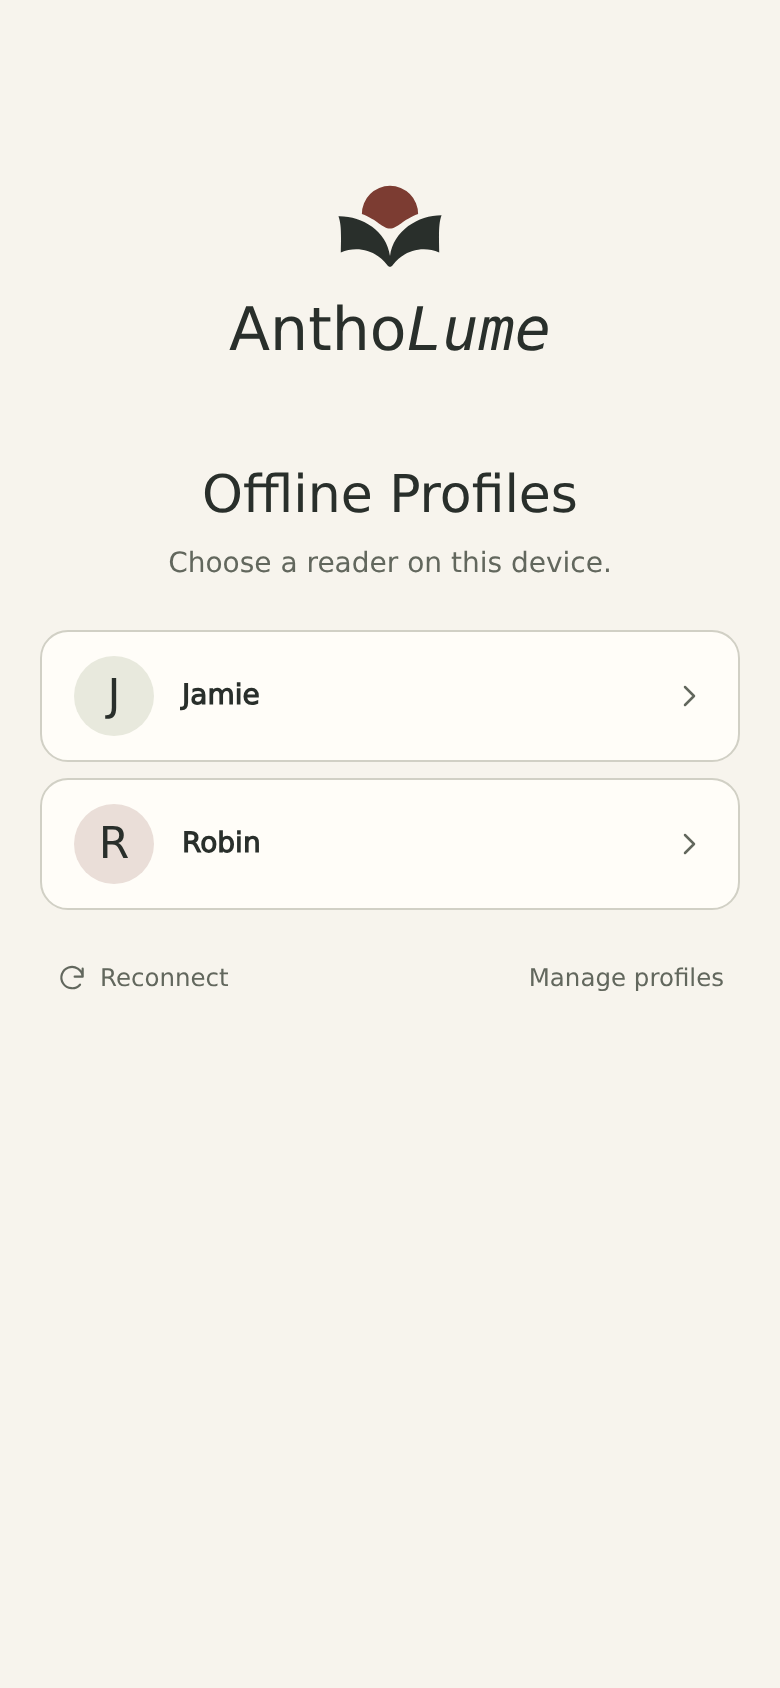 AnthoLume
Offline Profiles
Choose a reader on this device.
J
Jamie
R
Robin
Reconnect
Manage profiles